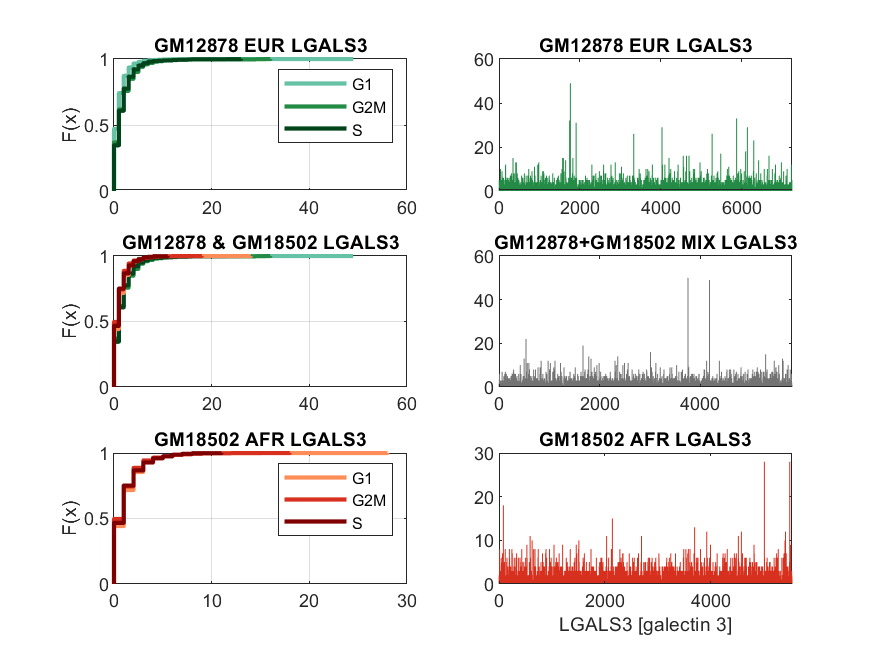 GM12878 EUR LGALS3
F(x)
1
0.5
0
0 20 40 60
G1
G2M
S
GM12878 EUR LGALS3
60
40
20
0
0 2000 4000 6000
GM12878 & GM18502 LGALS3
F(x)
1
0.5
0
0 20 40 60
GM12878+GM18502 MIX LGALS3
60
40
20
0
0 2000 4000
GM18502 AFR LGALS3
F(x)
1
0.5
0
0 10 20 30
G1
G2M
S
GM18502 AFR LGALS3
30
20
10
0
0 2000 4000
LGALS3 [galectin 3]